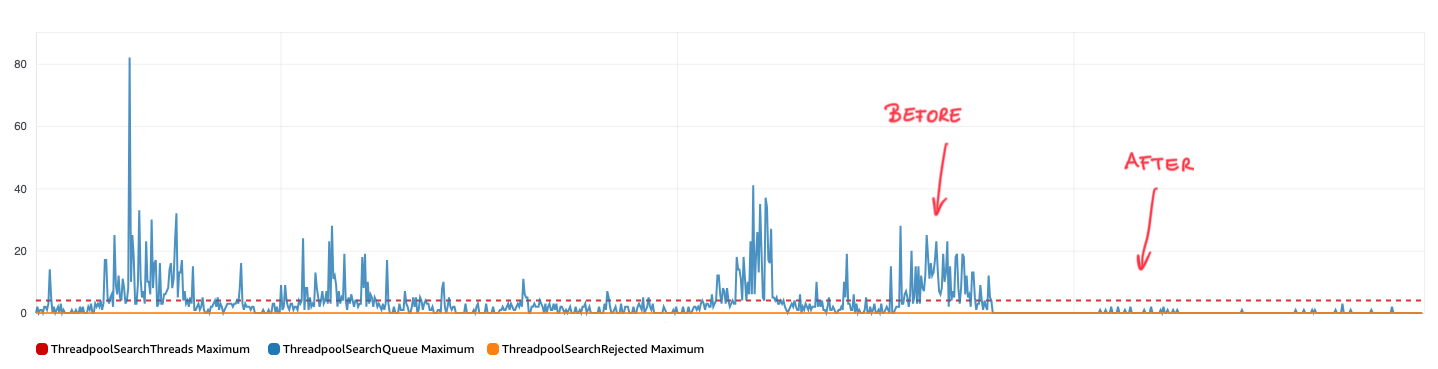 80
60
BEFORE
AFTER
40
20
0
ThreadpoolSearchThreads Maximum ThreadpoolSearchQueue Maximum ThreadpoolSearchRejected Maximum